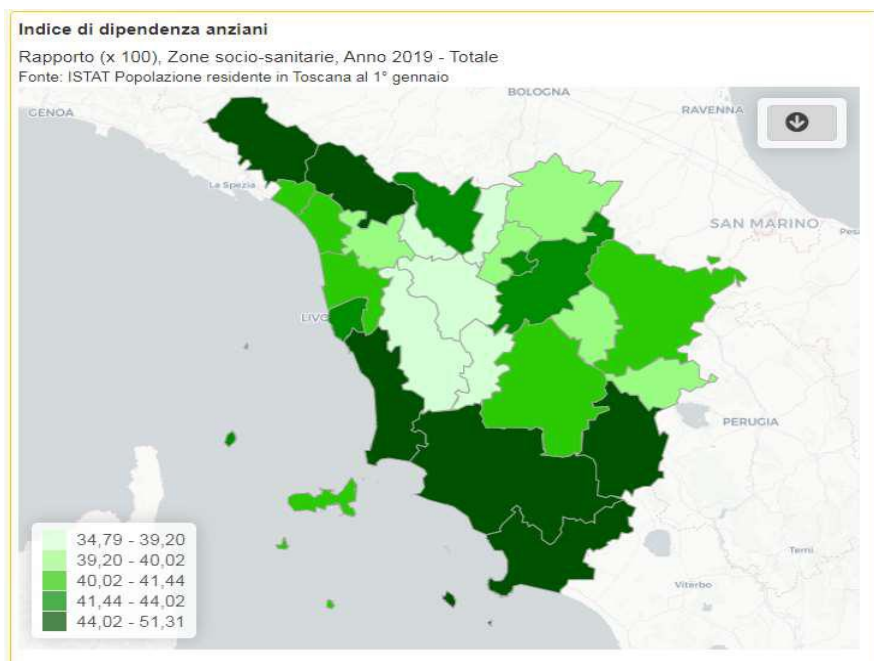 Indice di dipendenza anziani
Rapporto (x 100), Zone socio-sanitarie, Anno 2019 - Totale
Fonte: ISTAT Popolazione residente in Toscana al 1° gennaio
BOLOGNA
GENOA
RAVENNA
La Spezia
SAN MARINO
Pes
LIVO
PERUGIA
34,79 - 39,20
39,20 - 40,02
40,02 - 41,44
41,44 - 44,02
44,02 - 51,31
Terni
Viterbo